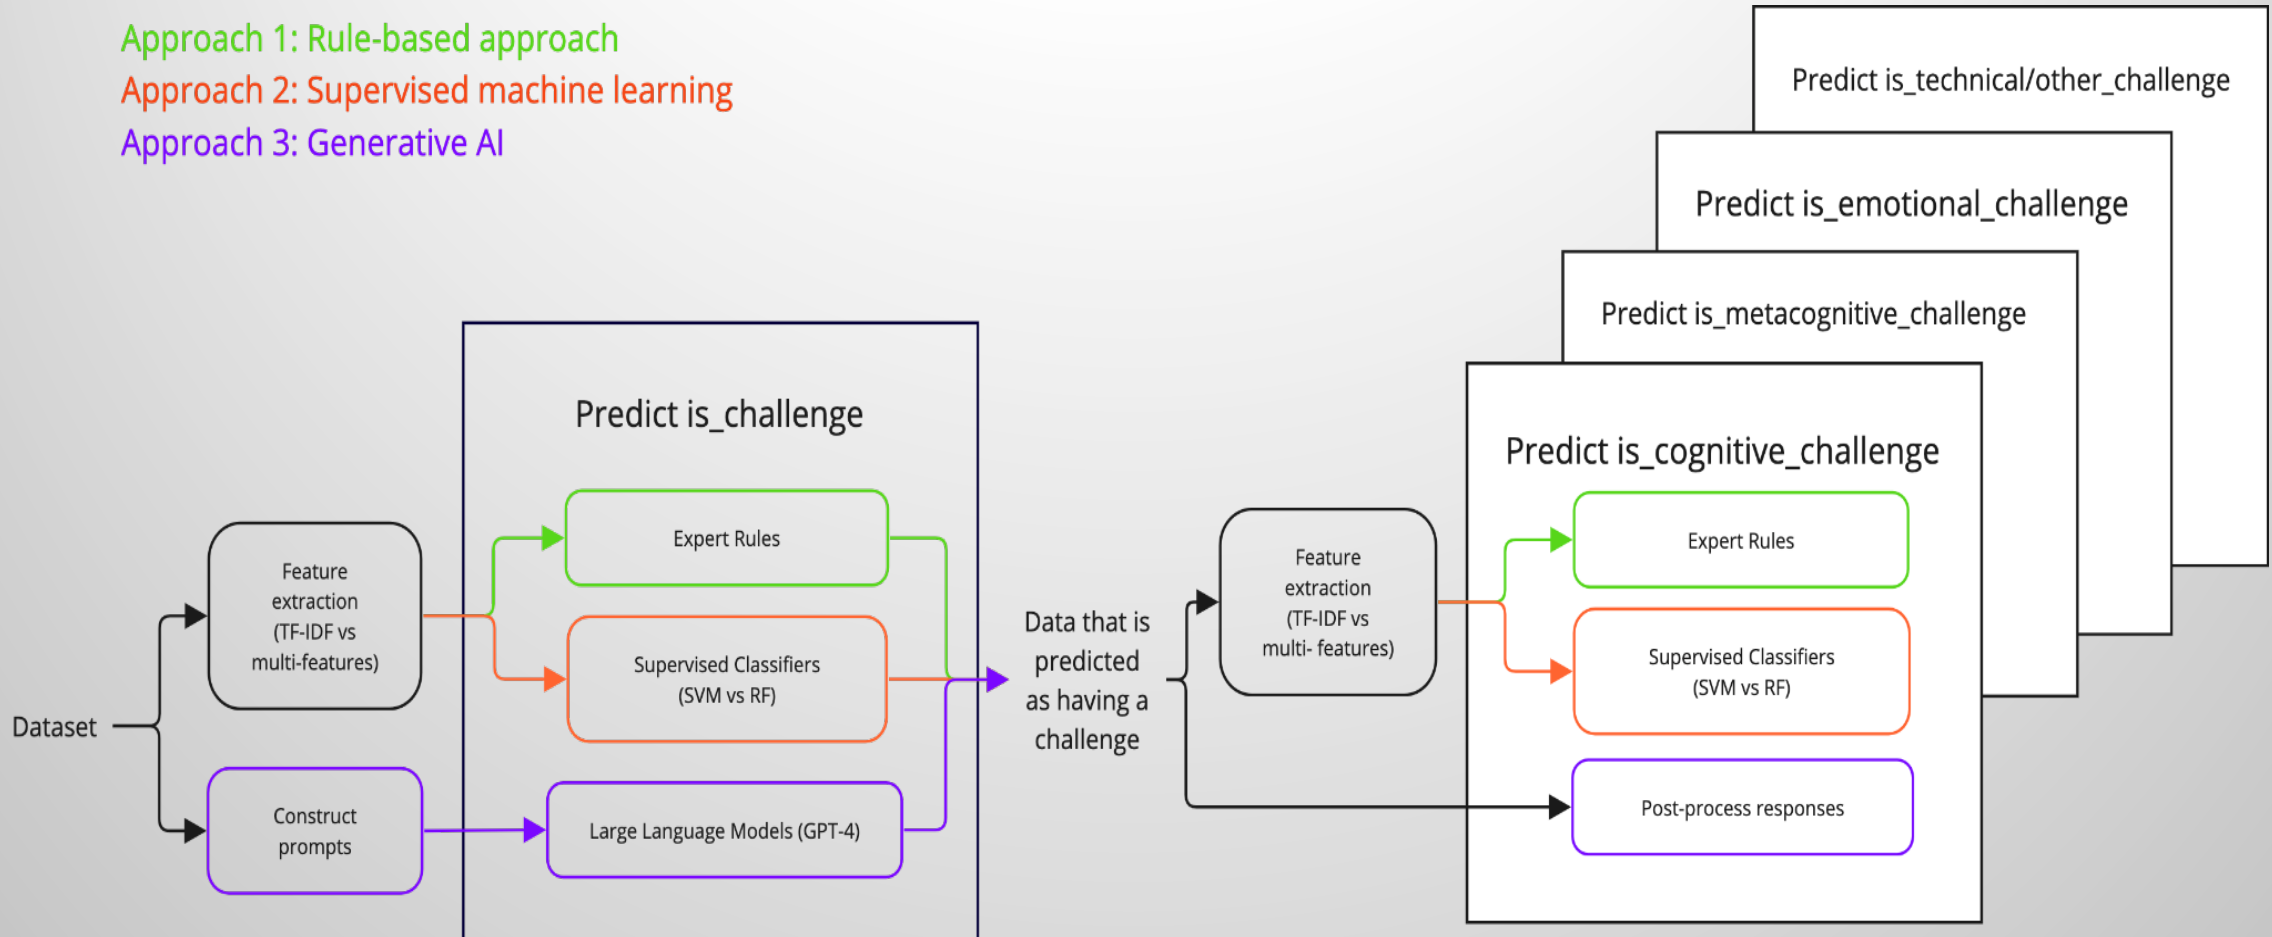 Approach 1: Rule-based approach
Approach 2: Supervised machine learning
Approach 3: Generative AI
Dataset
Feature
extraction
(TF-IDF vs
multi-features)
Construct
prompts
Predict is_challenge
Expert Rules
Supervised Classifiers
(SVM vs RF)
Large Language Models (GPT-4)
Data that is
predicted
as having a
challenge
Feature
extraction
(TF-IDF vs
multi- features)
Predict is_technical/other_challenge
Predict is_emotional_challenge
Predict is_metacognitive_challenge
Predict is_cognitive_challenge
Expert Rules
Supervised Classifiers
(SVM vs RF)
Post-process responses